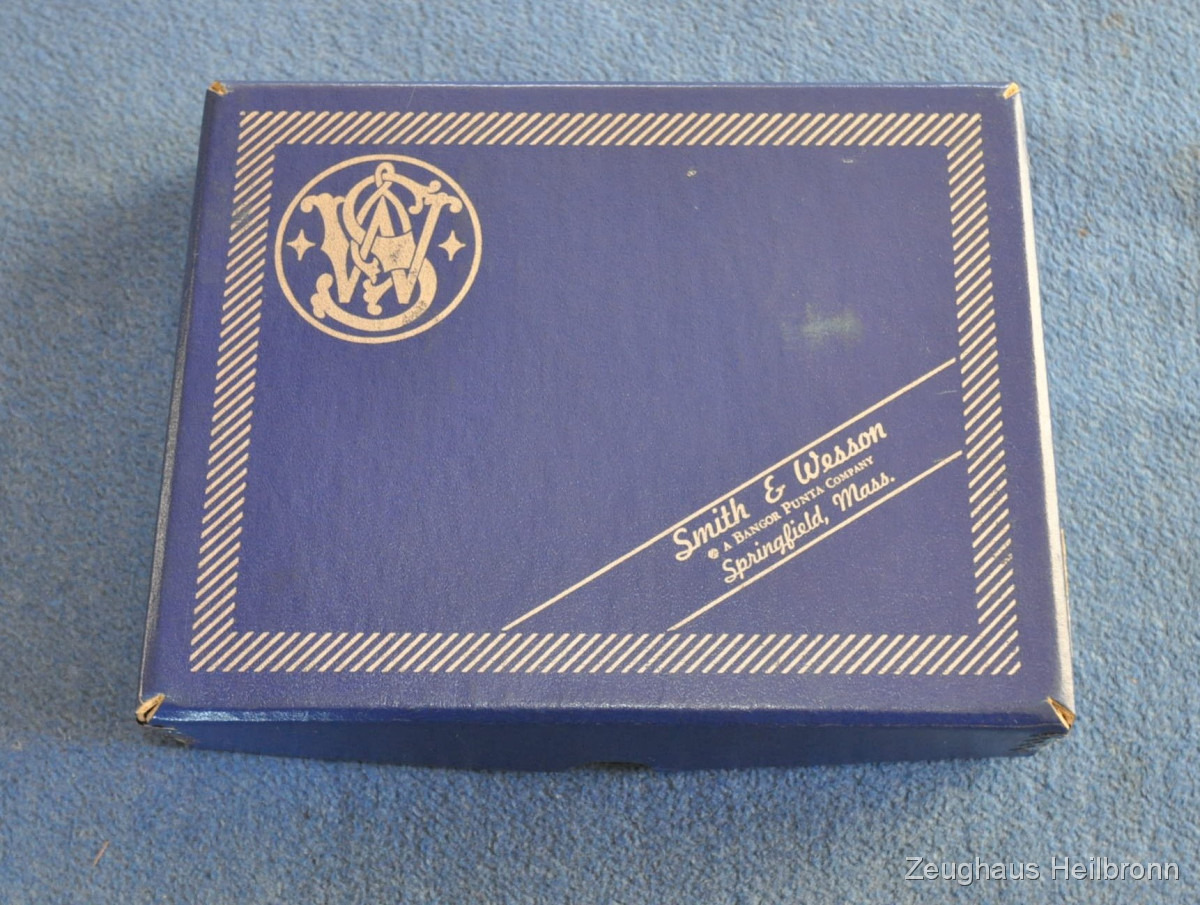 S&W
Smith & Wesson
A BANGOR PUNTA COMPANY
Springfield, Mass.
Zeughaus Heilbronn